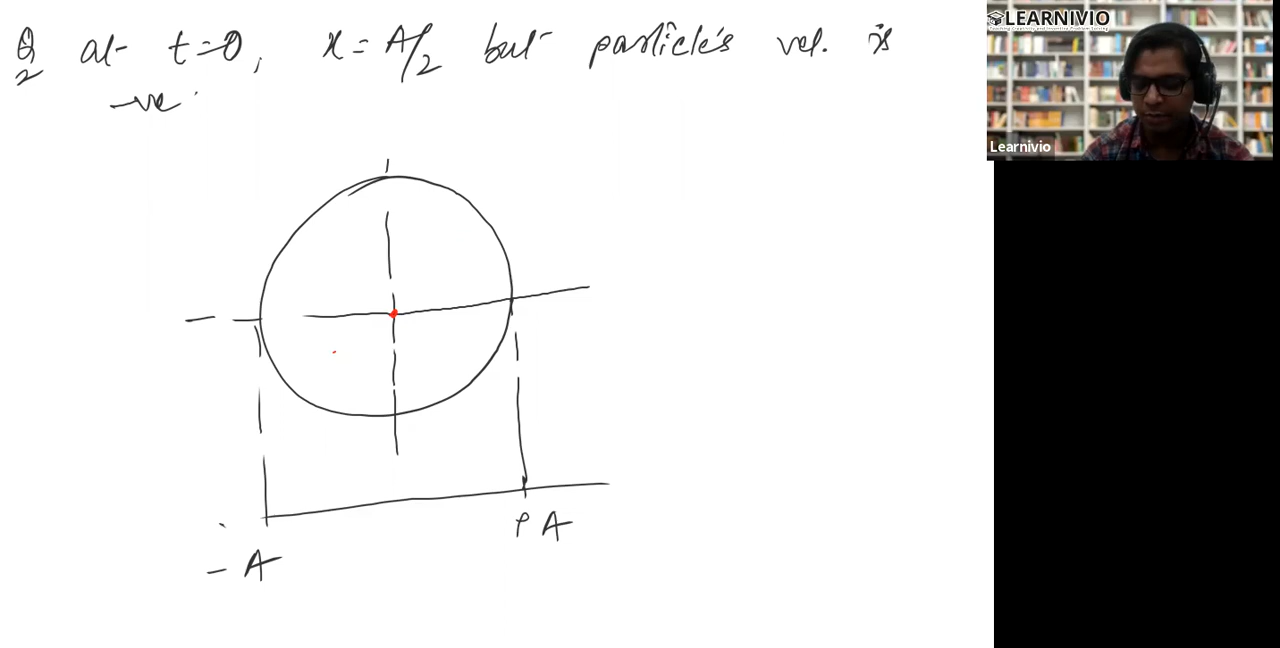 Q2 at t=0, x = A/2 but particle's vel. is
-ve
LEARNIVIO
Learnivio
P A
- A